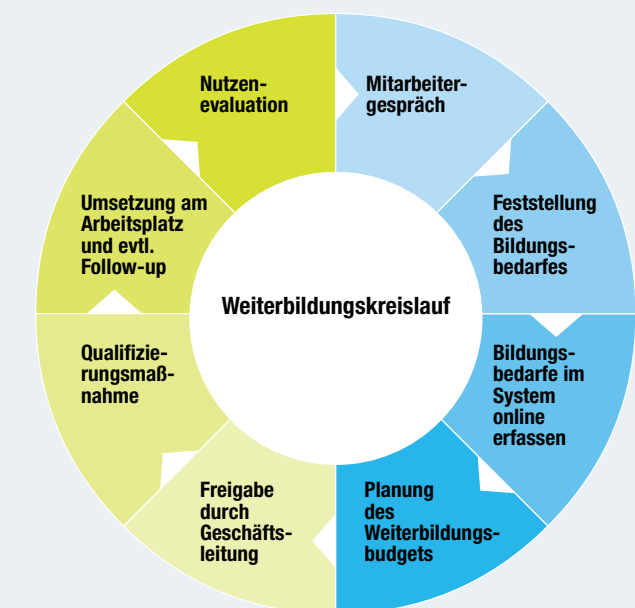 Mitarbeiter-
gespräch
Feststellung
des
Bildungs-
bedarfes
Bildungs-
bedarfe im
System
online
erfassen
Planung
des
Weiterbildungs-
budgets
Freigabe
durch
Geschäfts-
leitung
Qualifizie-
rungsmaß-
nahme
Umsetzung am
Arbeitsplatz
und evtl.
Follow-up
Nutzen-
evaluation
Weiterbildungskreislauf